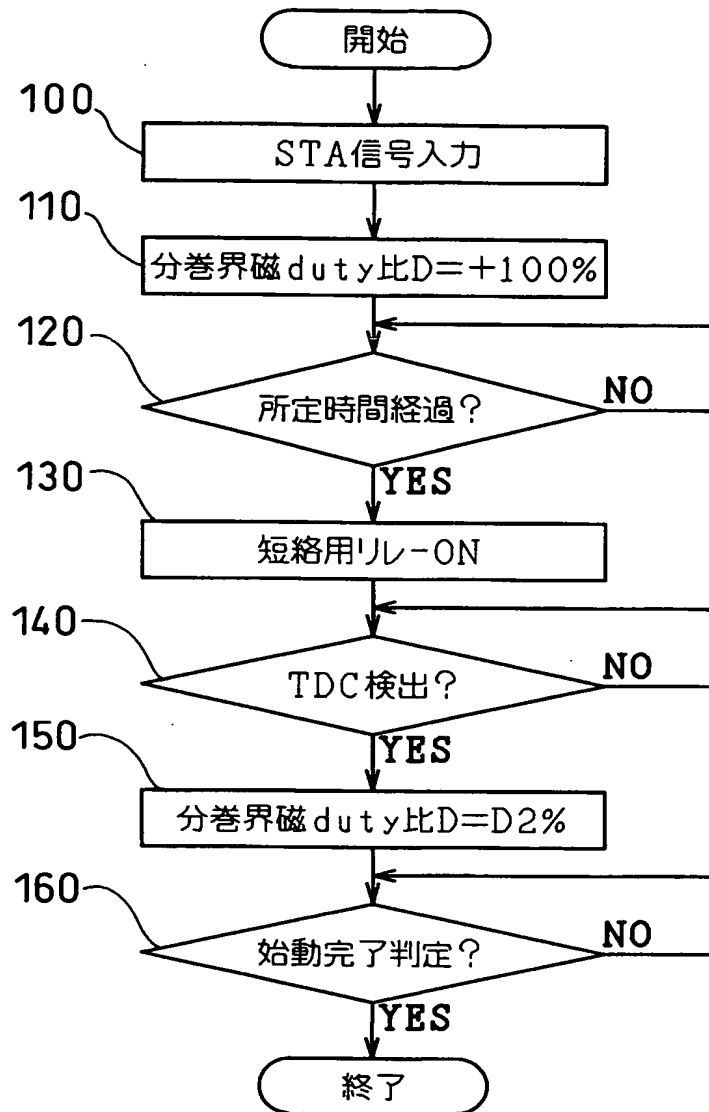 開始
100
STA信号入力
110
分巻界磁duty比D=+100%
120
所定時間経過?
NO
YES
130
短絡用リレーON
140
TDC検出?
NO
YES
150
分巻界磁duty比D=D2%
160
始動完了判定?
NO
YES
終了